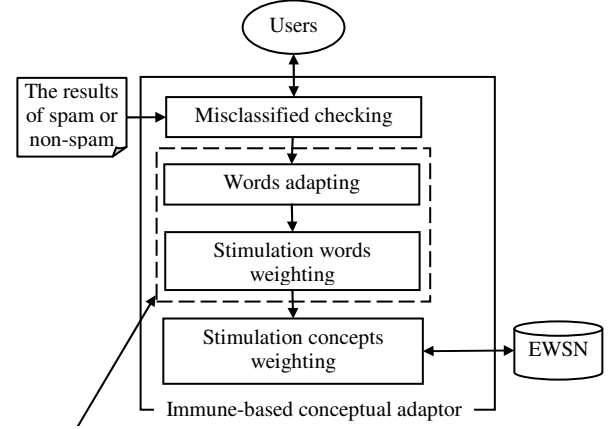 Users
The results
of spam or
non-spam
Misclassified checking
Words adapting
Stimulation words
weighting
Stimulation concepts
weighting
EWSN
Immune-based conceptual adaptor